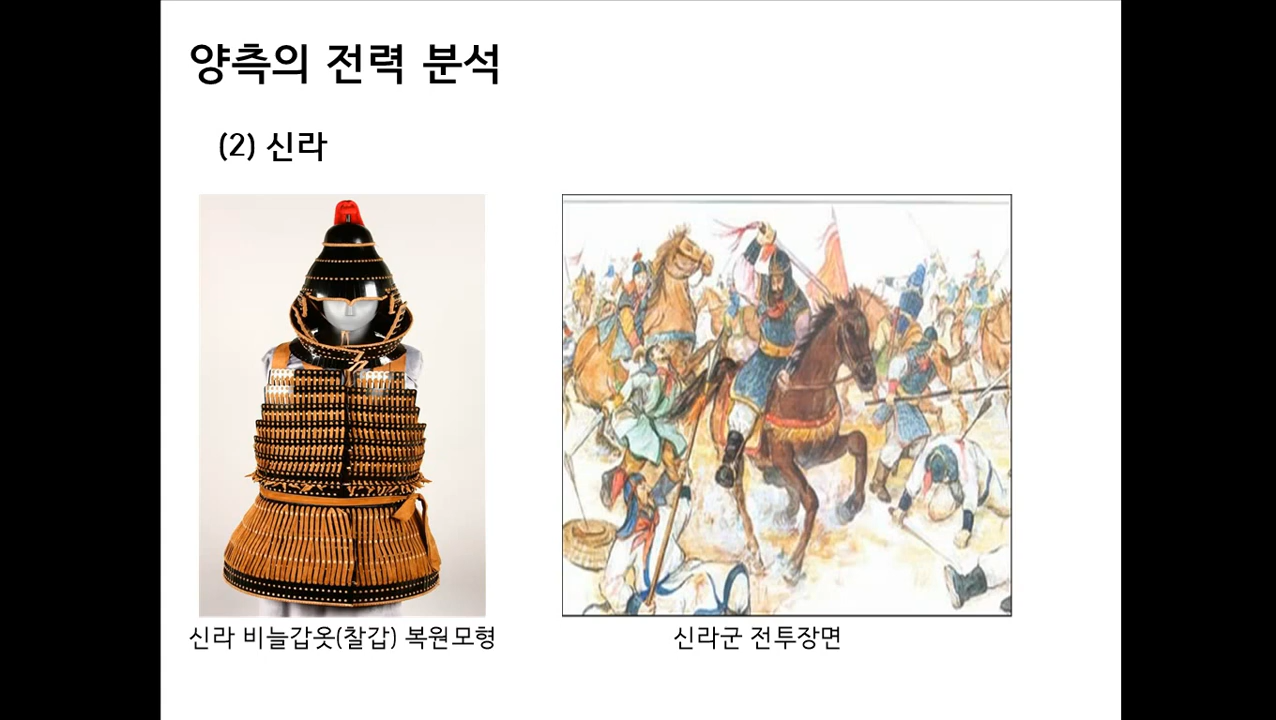 양측의 전력 분석
(2) 신라
신라 비늘갑옷(찰갑) 복원모형
신라군 전투장면